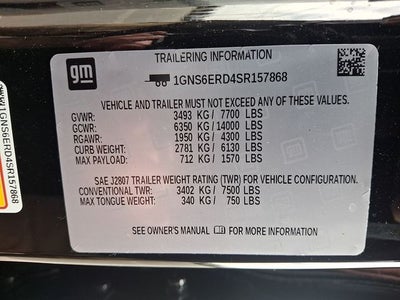 gm
TRAILERING INFORMATION
1GNS6ERD4SR157868
VEHICLE AND TRAILER MUST NOT EXCEED ANY OF THESE VALUES.
GVWR: 3493 KG / 7700 LBS
GCWR: 6350 KG / 14000 LBS
RGAWR: 1950 KG / 4300 LBS
CURB WEIGHT: 2781 KG / 6130 LBS
MAX PAYLOAD: 712 KG / 1570 LBS
SAE J2807 TRAILER WEIGHT RATING (TWR) FOR VEHICLE CONFIGURATION.
CONVENTIONAL TWR: 3402 KG / 7500 LBS
MAX TONGUE WEIGHT: 340 KG / 750 LBS
SEE OWNER'S MANUAL FOR MORE INFORMATION
1GNS6ERD4SR157868